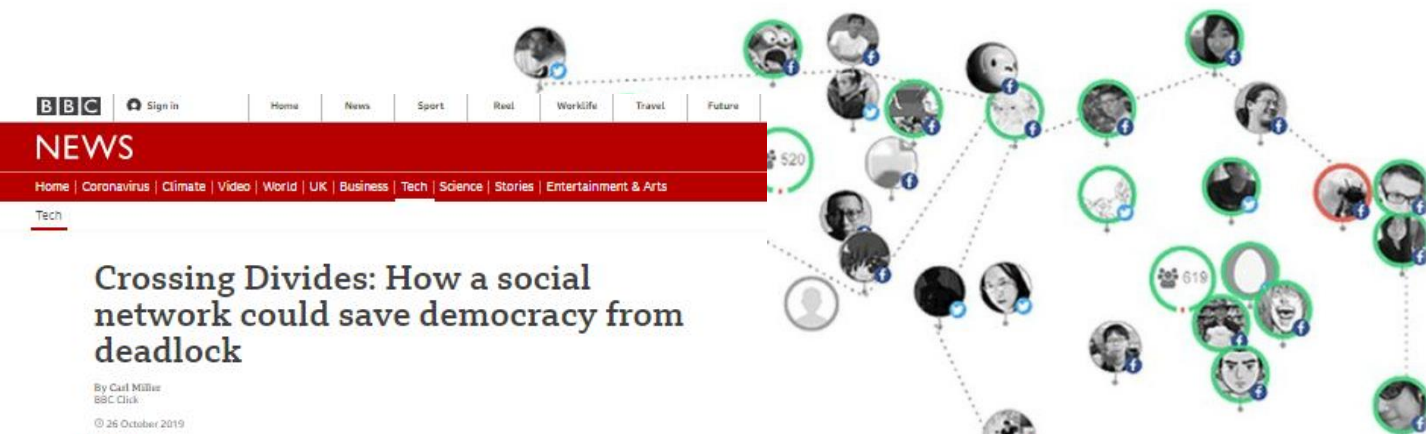 BBC Sign in Home News Sport Reel Worklife Travel Future
NEWS
Home | Coronavirus | Climate | Video | World | UK | Business | Tech | Science | Stories | Entertainment & Arts
Tech
Crossing Divides: How a social
network could save democracy from
deadlock
By Carl Miller
BBC Click
26 October 2019
520
619